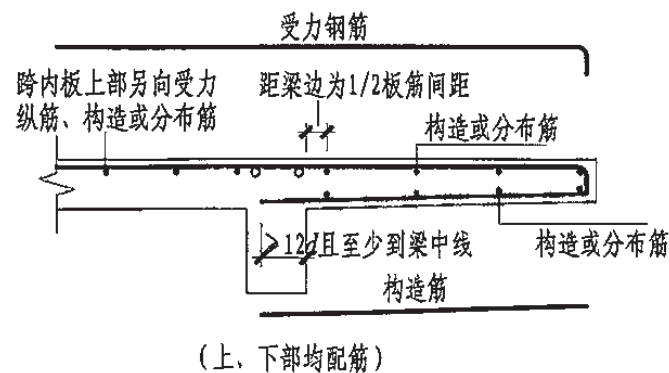 受力钢筋
跨内板上部另向受力
纵筋、构造或分布筋
距梁边为1/2板筋间距
构造或分布筋
≥12d且至少到梁中线
构造或分布筋
构造筋
(上、下部均配筋)